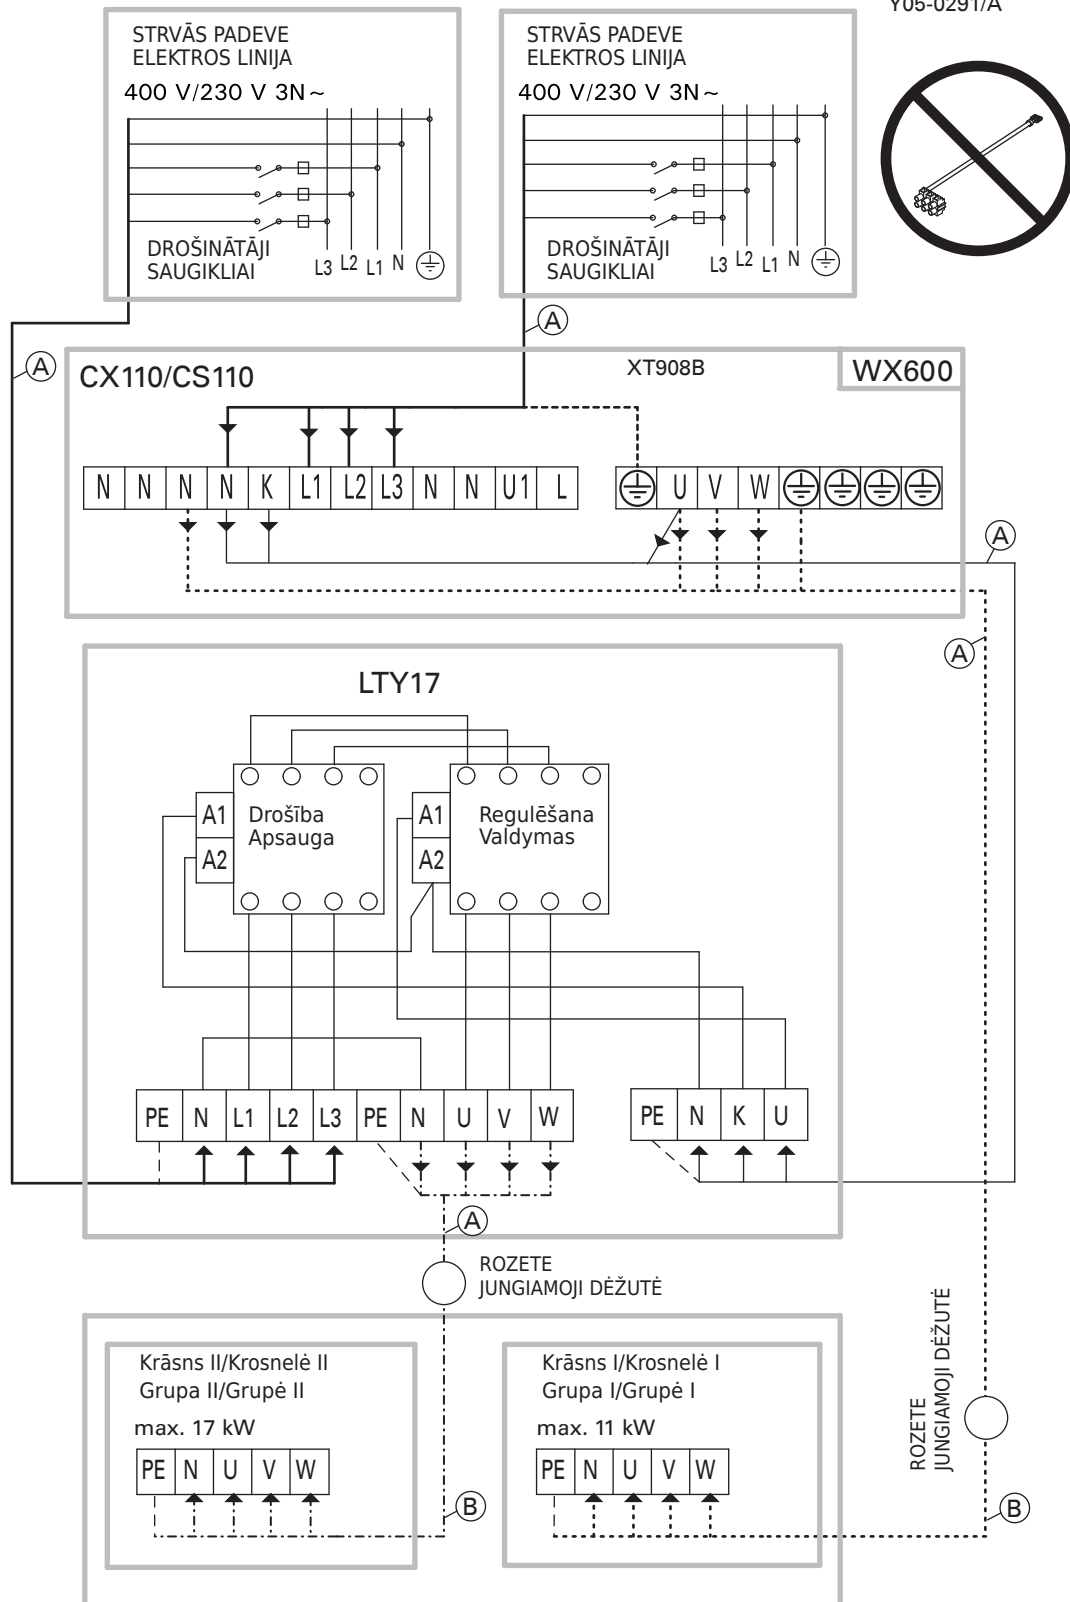 Y05-0291/A
STRVĀS PADEVE
ELEKTROS LINIJA
400 V/230 V 3N~
DROŠINĀTĀJI
SAUGIKLIAI
L3 L2 L1 N
STRVĀS PADEVE
ELEKTROS LINIJA
400 V/230 V 3N~
DROŠINĀTĀJI
SAUGIKLIAI
L3 L2 L1 N
A
A
CX110/CS110
XT908B
WX600
N N N N K L1 L2 L3 N N U1 L
U V W
A
A
LTY17
A1
A2
Drošība
Apsauga
A1
A2
Regulēšana
Valdymas
PE N L1 L2 L3 PE N U V W
PE N K U
A
ROZETE
JUNGIAMOJI DĖŽUTĖ
ROZETE
JUNGIAMOJI DĖŽUTĖ
Krāsns II/Krosnelė II
Grupa II/Grupė II
max. 17 kW
PE N U V W
B
Krāsns I/Krosnelė I
Grupa I/Grupė I
max. 11 kW
PE N U V W
B